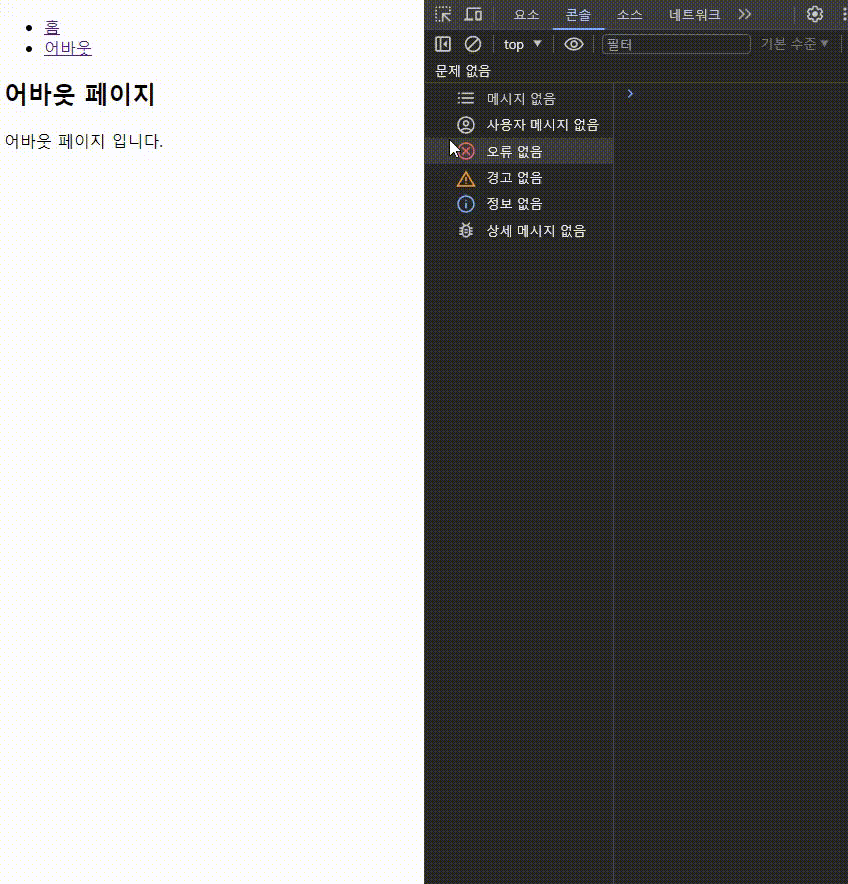 홈
어바웃
어바웃 페이지
어바웃 페이지 입니다.
요소 콘솔 소스 네트워크
top 필터 기본 수준
문제 없음
메시지 없음
사용자 메시지 없음
오류 없음
경고 없음
정보 없음
상세 메시지 없음